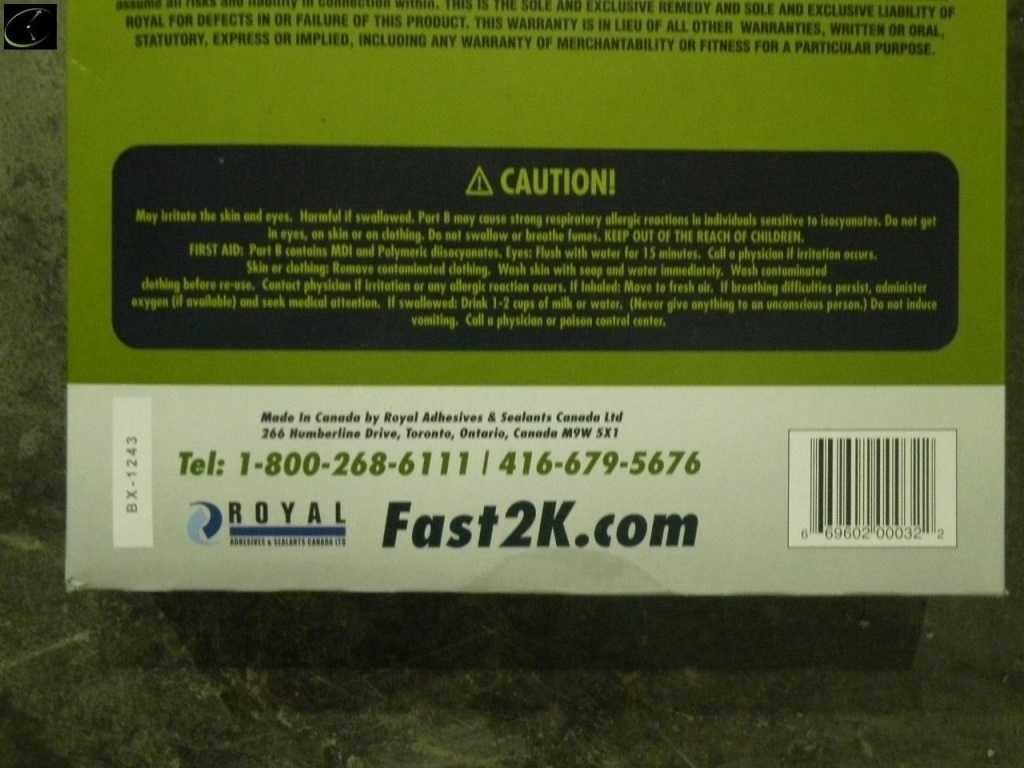 assume all risks and liability in connection within. THIS IS THE SOLE AND EXCLUSIVE REMEDY AND SOLE AND EXCLUSIVE LIABILITY OF
ROYAL FOR DEFECTS IN OR FAILURE OF THIS PRODUCT. THIS WARRANTY IS IN LIEU OF ALL OTHER WARRANTIES, WRITTEN OR ORAL,
STATUTORY, EXPRESS OR IMPLIED, INCLUDING ANY WARRANTY OF MERCHANTABILITY OR FITNESS FOR A PARTICULAR PURPOSE.
CAUTION!
May irritate the skin and eyes. Harmful if swallowed. Part B may cause strong respiratory allergic reactions in individuals sensitive to isocyanates. Do not get
in eyes, on skin or on clothing. Do not swallow or breathe fumes. KEEP OUT OF THE REACH OF CHILDREN.
FIRST AID: Part B contains MDI and Polymeric diisocyanates. Eyes: Flush with water for 15 minutes. Call a physician if irritation occurs.
Skin or clothing: Remove contaminated clothing. Wash skin with soap and water immediately. Wash contaminated
clothing before re-use. Contact physician if irritation or any allergic reaction occurs. If Inhaled: Move to fresh air. If breathing difficulties persist, administer
oxygen (if available) and seek medical attention. If swallowed: Drink 1-2 cups of milk or water. (Never give anything to an unconscious person.) Do not induce
vomiting. Call a physician or poison control center.
Made In Canada by Royal Adhesives & Sealants Canada Ltd
266 Humberline Drive, Toronto, Ontario, Canada M9W 5X1
Tel: 1-800-268-6111 | 416-679-5676
BX-1243
ROYAL
ADHESIVES & SEALANTS CANADA LTD
Fast2K.com
6 69602 00032 2